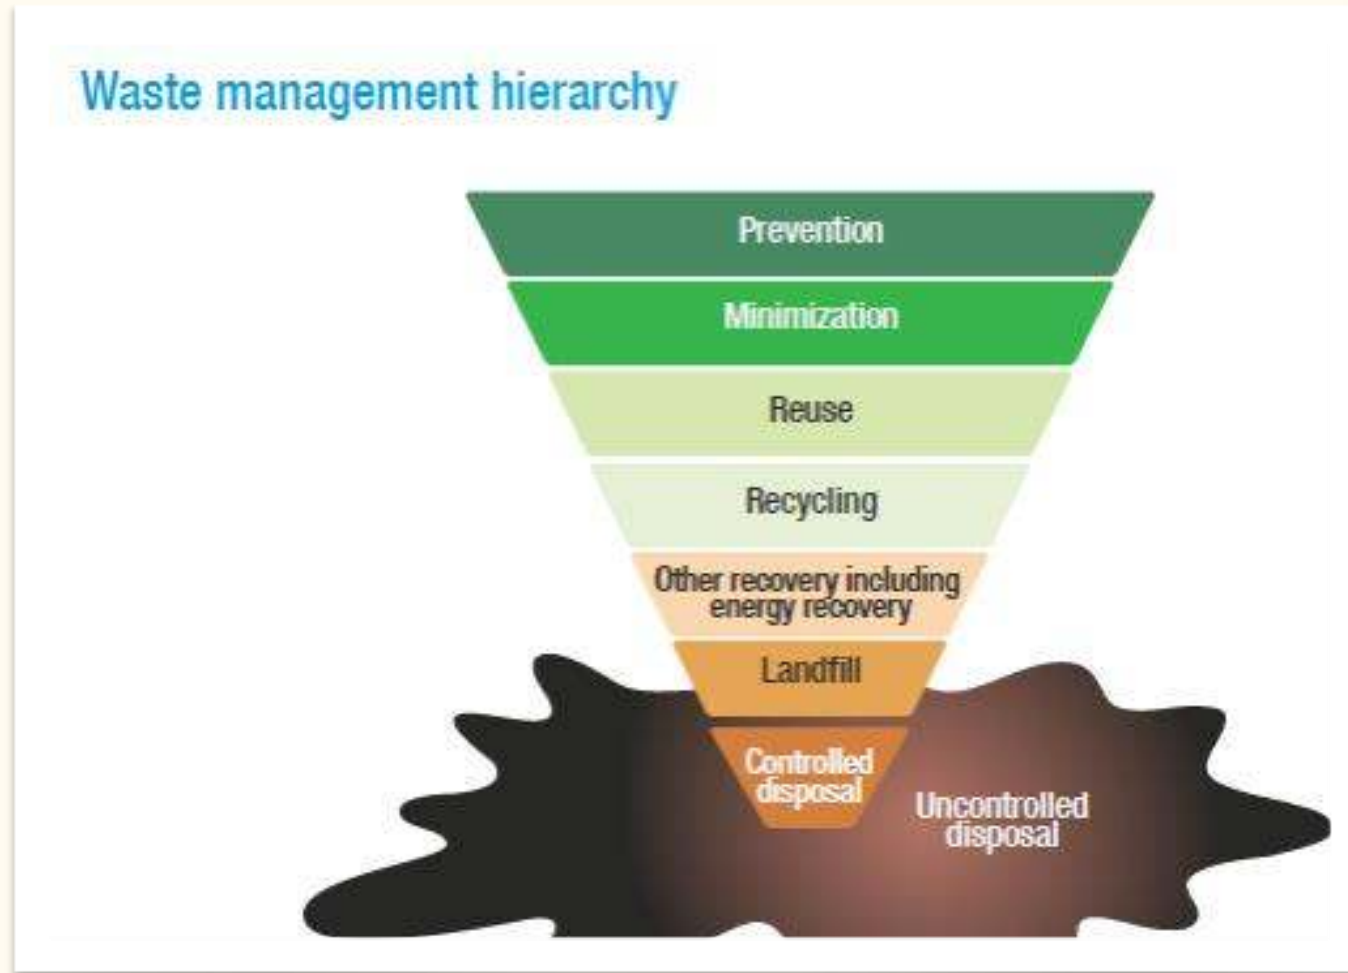 Waste management hierarchy
Prevention
Minimization
Reuse
Recycling
Other recovery including
energy recovery
Landfill
Controlled
disposal
Uncontrolled
disposal